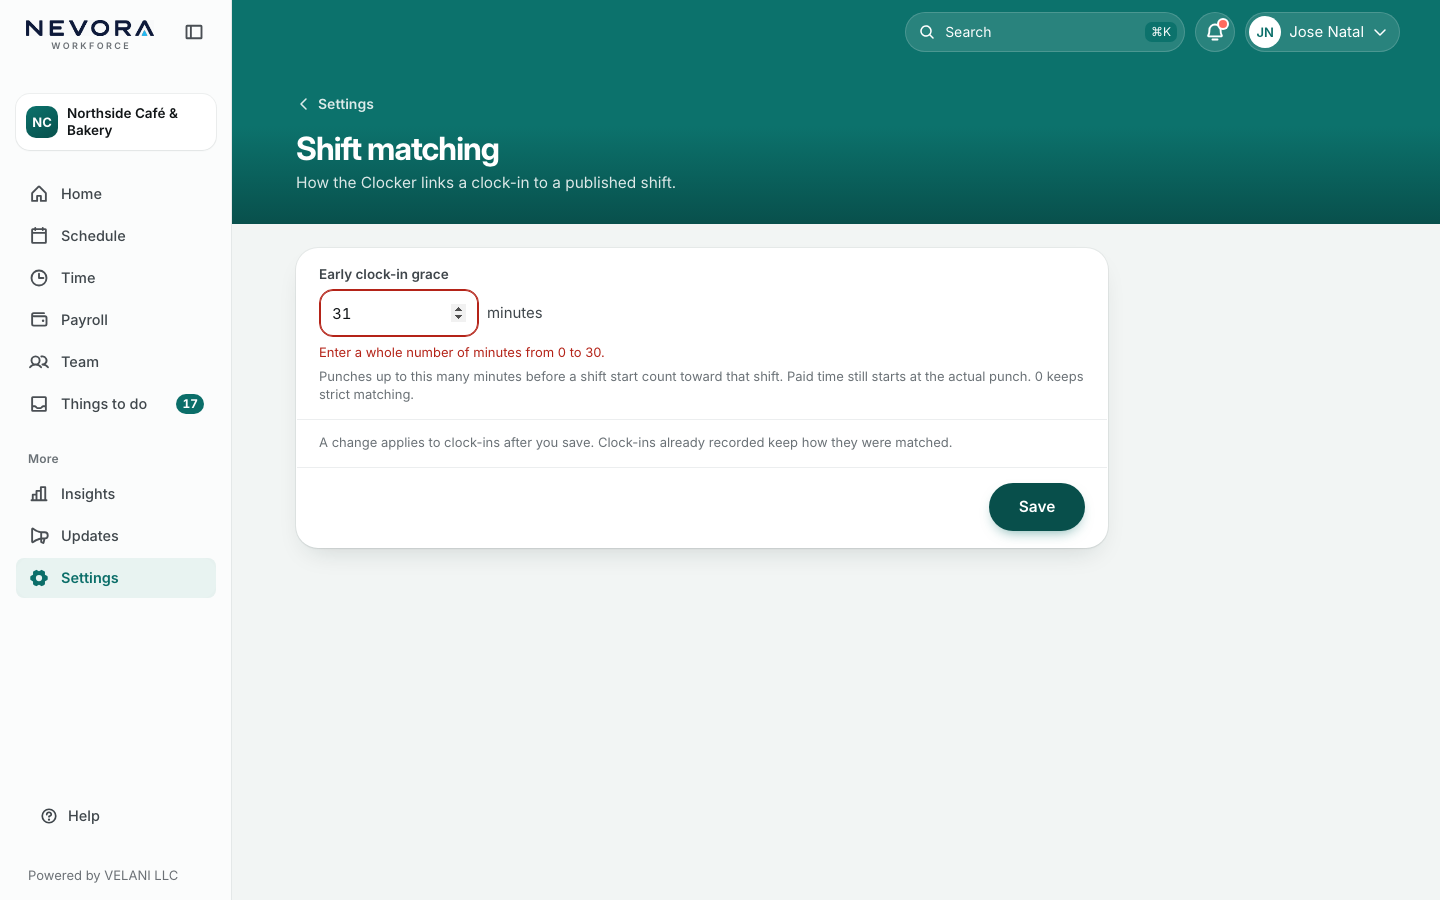 NEVORA
WORKFORCE
Search
⌘K
JN
Jose Natal
NC
Northside Café &
Bakery
Home
Schedule
Time
Payroll
Team
Things to do
17
More
Insights
Updates
Settings
Help
Powered by VELANI LLC
Settings
Shift matching
How the Clocker links a clock-in to a published shift.
Early clock-in grace
31
minutes
Enter a whole number of minutes from 0 to 30.
Punches up to this many minutes before a shift start count toward that shift. Paid time still starts at the actual punch. 0 keeps
strict matching.
A change applies to clock-ins after you save. Clock-ins already recorded keep how they were matched.
Save